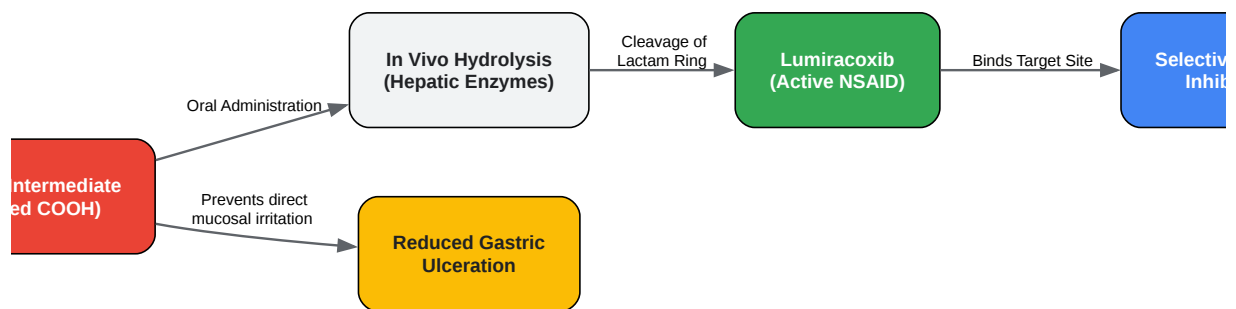 Intermediate
ed COOH)
Oral Administration
Prevents direct
mucosal irritation
In Vivo Hydrolysis
(Hepatic Enzymes)
Reduced Gastric
Ulceration
Cleavage of
Lactam Ring
Lumiracoxib
(Active NSAID)
Binds Target Site
Selectiv
Inhib